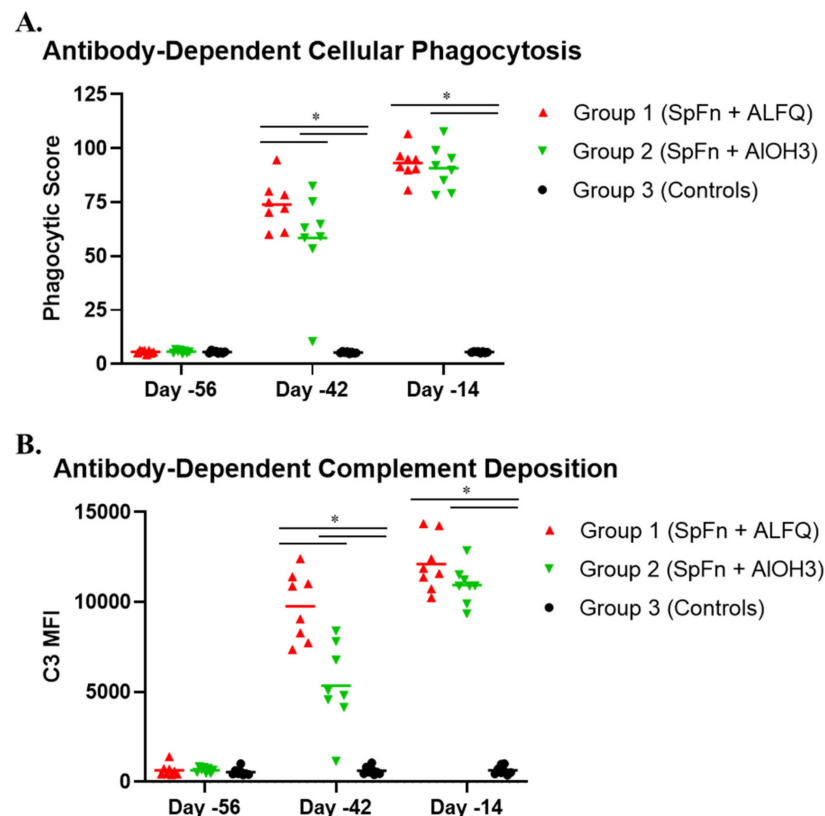 A.
Antibody-Dependent Cellular Phagocytosis
125
100
75
50
25
0
Phagocytic Score
* *
Day -56 Day -42 Day -14
Group 1 (SpFn + ALFQ)
Group 2 (SpFn + AlOH3)
Group 3 (Controls)
B.
Antibody-Dependent Complement Deposition
15000
10000
5000
0
C3 MFI
* *
Day -56 Day -42 Day -14
Group 1 (SpFn + ALFQ)
Group 2 (SpFn + AlOH3)
Group 3 (Controls)